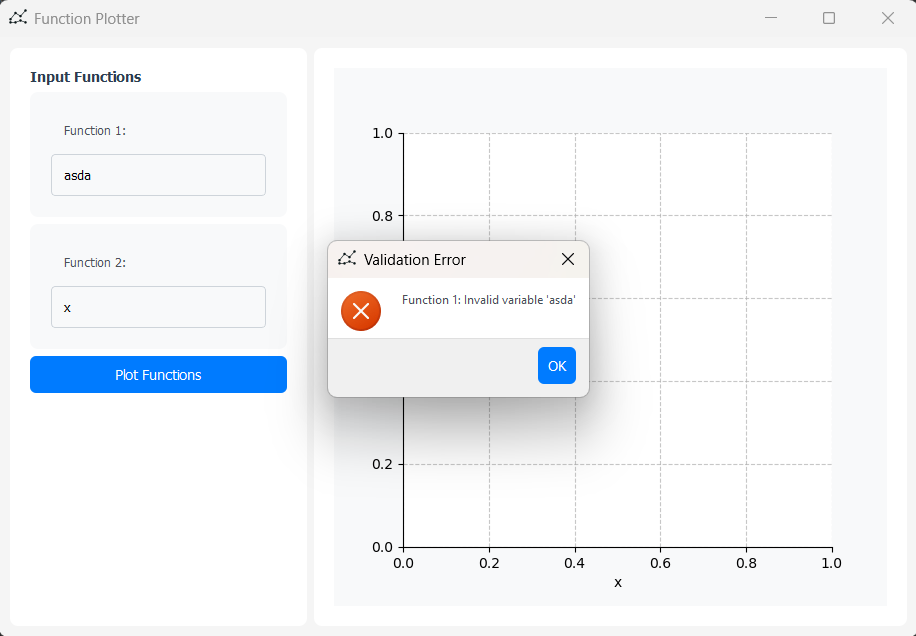 Function Plotter
Input Functions
Function 1:
asda
Function 2:
x
Plot Functions
1.0
0.8
Validation Error
Function 1: Invalid variable 'asda'
OK
0.2
0.0
0.0 0.2 0.4 0.6 0.8 1.0
x